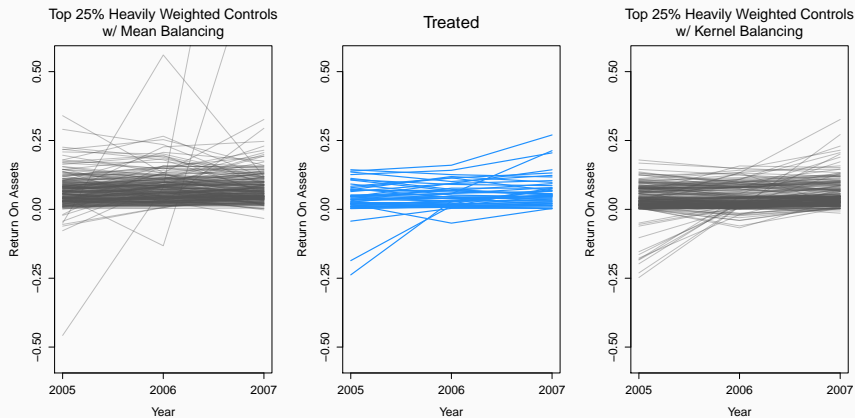 Top 25% Heavily Weighted Controls
w/ Mean Balancing
Return On Assets
0.50
0.25
0.00
−0.25
−0.50
2005 2006 2007
Year
Treated
Return On Assets
0.50
0.25
0.00
−0.25
−0.50
2005 2006 2007
Year
Top 25% Heavily Weighted Controls
w/ Kernel Balancing
Return On Assets
0.50
0.25
0.00
−0.25
−0.50
2005 2006 2007
Year